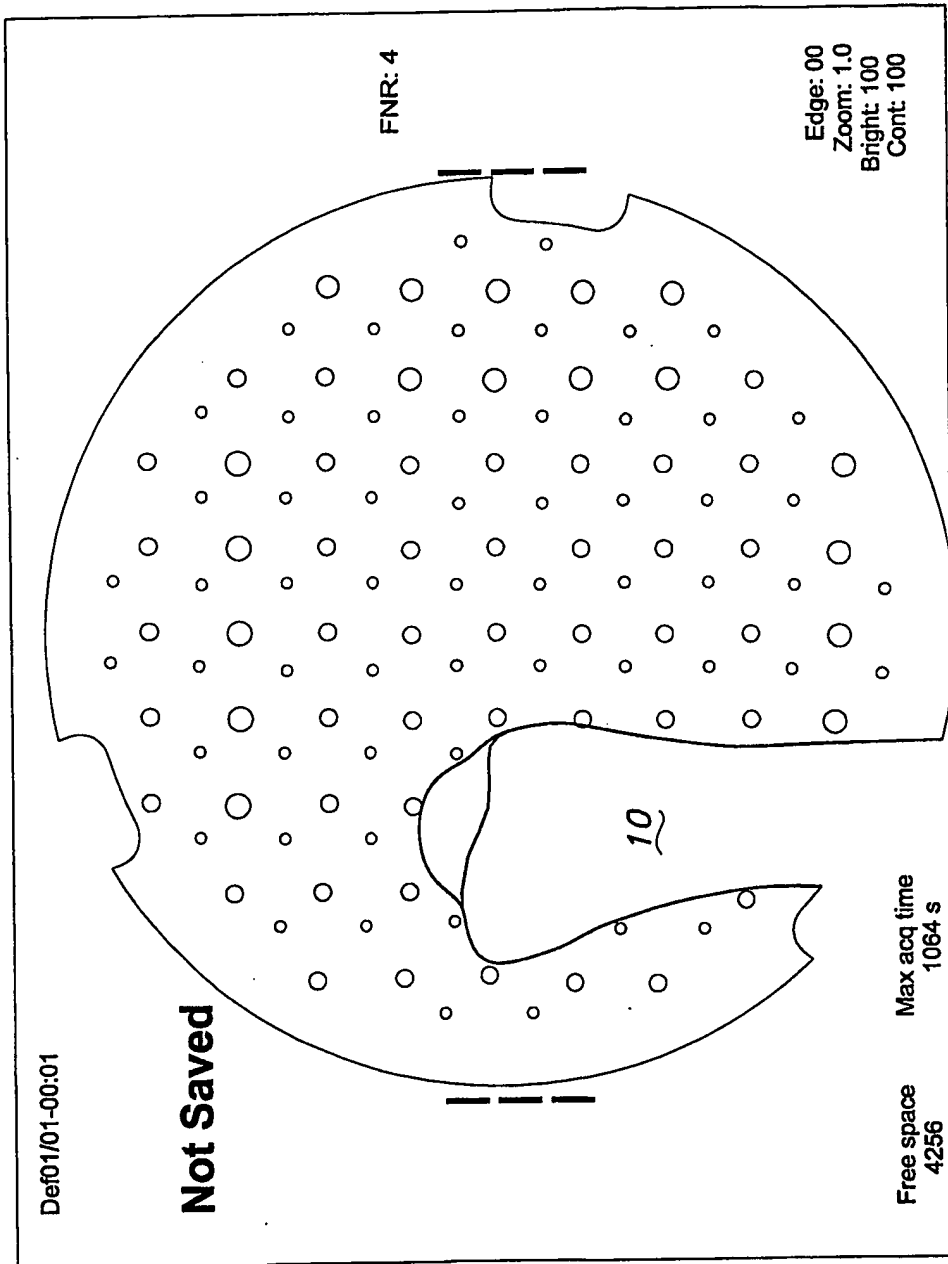 Def01/01-00:01
Not Saved
FNR: 4
10
Free space
4256
Max acq time
1064 s
Edge: 00
Zoom: 1.0
Bright: 100
Cont: 100